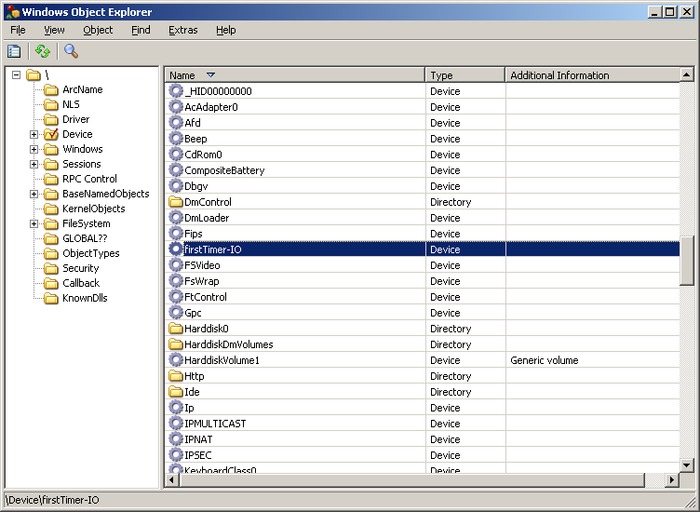 Windows Object Explorer
File View Object Find Extras Help
\
ArcName
NLS
Driver
Device
Windows
Sessions
RPC Control
BaseNamedObjects
KernelObjects
FileSystem
GLOBAL??
ObjectTypes
Security
Callback
KnownDlls
Name Type Additional Information
_HID00000000 Device
AcAdapter0 Device
Afd Device
Beep Device
CdRom0 Device
CompositeBattery Device
Dbgv Device
DmControl Directory
DmLoader Device
Fips Device
firstTimer-IO Device
FSVideo Device
FsWrap Device
FtControl Device
Gpc Device
Harddisk0 Directory
HarddiskDmVolumes Directory
HarddiskVolume1 Device Generic volume
Http Directory
Ide Directory
Ip Device
IPMULTICAST Device
IPNAT Device
IPSEC Device
KeyboardClass0 Device
\Device\firstTimer-IO